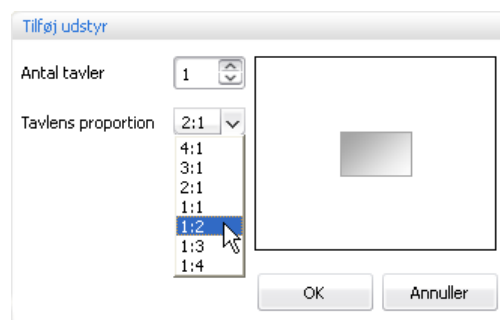 Tilføj udstyr
Antal tavler 1
Tavlens proportion 2:1
4:1
3:1
2:1
1:1
1:2
1:3
1:4
OK Annuller